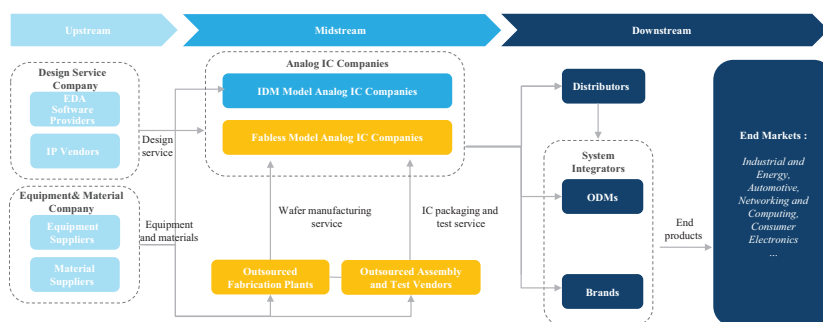 Upstream
Midstream
Downstream
Design Service
Company
EDA
Software
Providers
IP Vendors
Design
service
Equipment& Material
Company
Equipment
Suppliers
Material
Suppliers
Equipment
and materials
Analog IC Companies
IDM Model Analog IC Companies
Fabless Model Analog IC Companies
Wafer manufacturing
service
IC packaging and
test service
Outsourced
Fabrication Plants
Outsourced Assembly
and Test Vendors
Distributors
System
Integrators
ODMs
Brands
End
products
End Markets :
Industrial and
Energy,
Automotive,
Networking and
Computing,
Consumer
Electronics
...